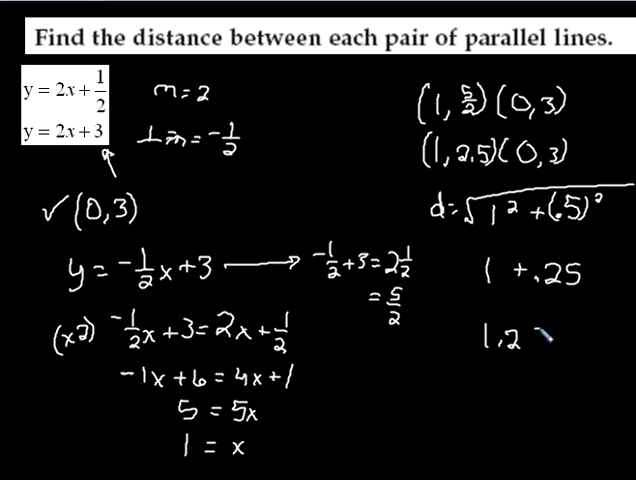 Find the distance between each pair of parallel lines.
y = 2x + 1/2
y = 2x + 3
m = 2
⊥ m = -1/2
✓ (0,3)
y = -1/2 x + 3 → -1/2 + 3 = 2 1/2
= 5/2
(x2) -1/2 x + 3 = 2x + 1/2
-1x + 6 = 4x + 1
5 = 5x
1 = x
(1, 5/2) (0,3)
(1, 2.5) (0,3)
d = √1² + (.5)²
1 + .25
1.2